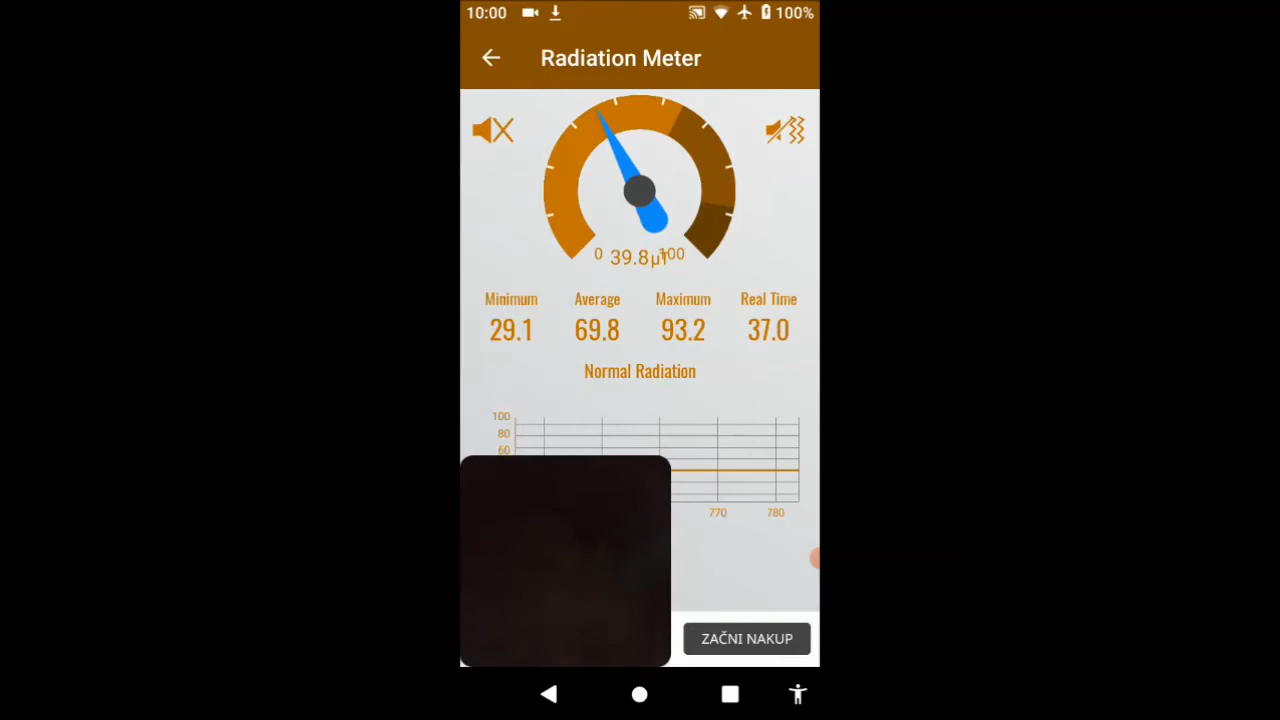 10:00 100%
Radiation Meter
0 39.8µT 100
Minimum Average Maximum Real Time
29.1 69.8 93.2 37.0
Normal Radiation
100
80
60
770 780
ZAČNI NAKUP